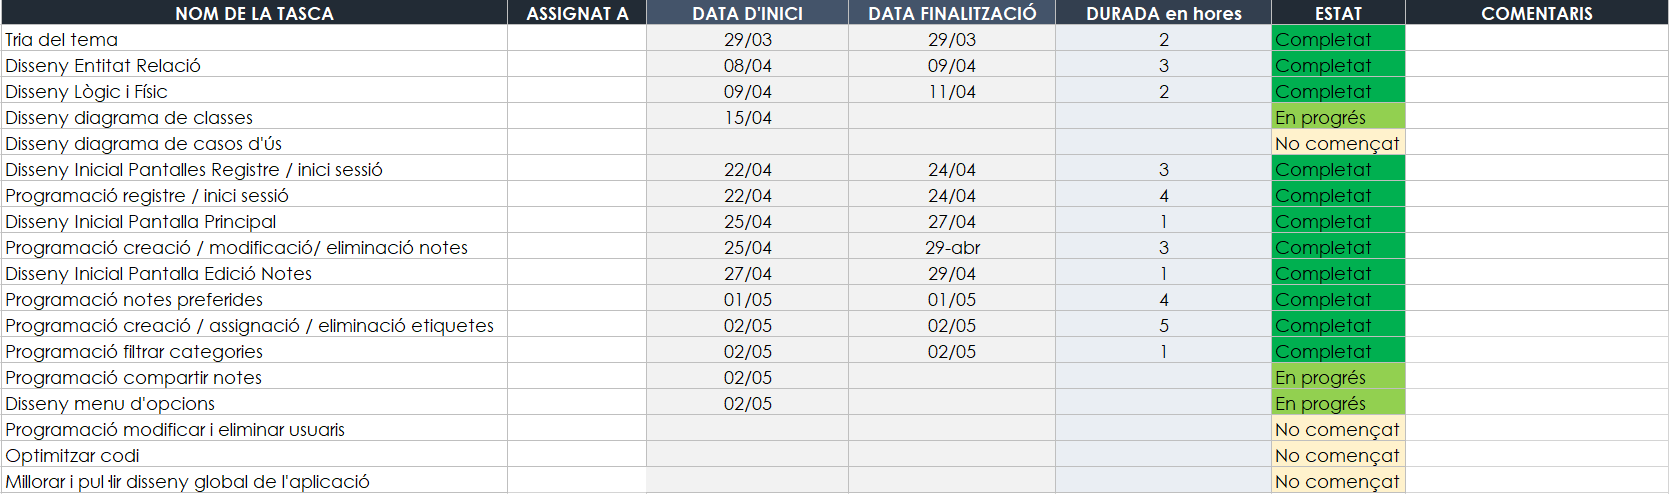 NOM DE LA TASCA ASSIGNAT A DATA D'INICI DATA FINALITZACIÓ DURADA en hores ESTAT COMENTARIS
Tria del tema 29/03 29/03 2 Completat
Disseny Entitat Relació 08/04 09/04 3 Completat
Disseny Lògic i Físic 09/04 11/04 2 Completat
Disseny diagrama de classes 15/04 En progrés
Disseny diagrama de casos d'ús No començat
Disseny Inicial Pantalles Registre / inici sessió 22/04 24/04 3 Completat
Programació registre / inici sessió 22/04 24/04 4 Completat
Disseny Inicial Pantalla Principal 25/04 27/04 1 Completat
Programació creació / modificació/ eliminació notes 25/04 29-abr 3 Completat
Disseny Inicial Pantalla Edició Notes 27/04 29/04 1 Completat
Programació notes preferides 01/05 01/05 4 Completat
Programació creació / assignació / eliminació etiquetes 02/05 02/05 5 Completat
Programació filtrar categories 02/05 02/05 1 Completat
Programació compartir notes 02/05 En progrés
Disseny menu d'opcions 02/05 En progrés
Programació modificar i eliminar usuaris No començat
Optimitzar codi No començat
Millorar i pul·lir disseny global de l'aplicació No començat